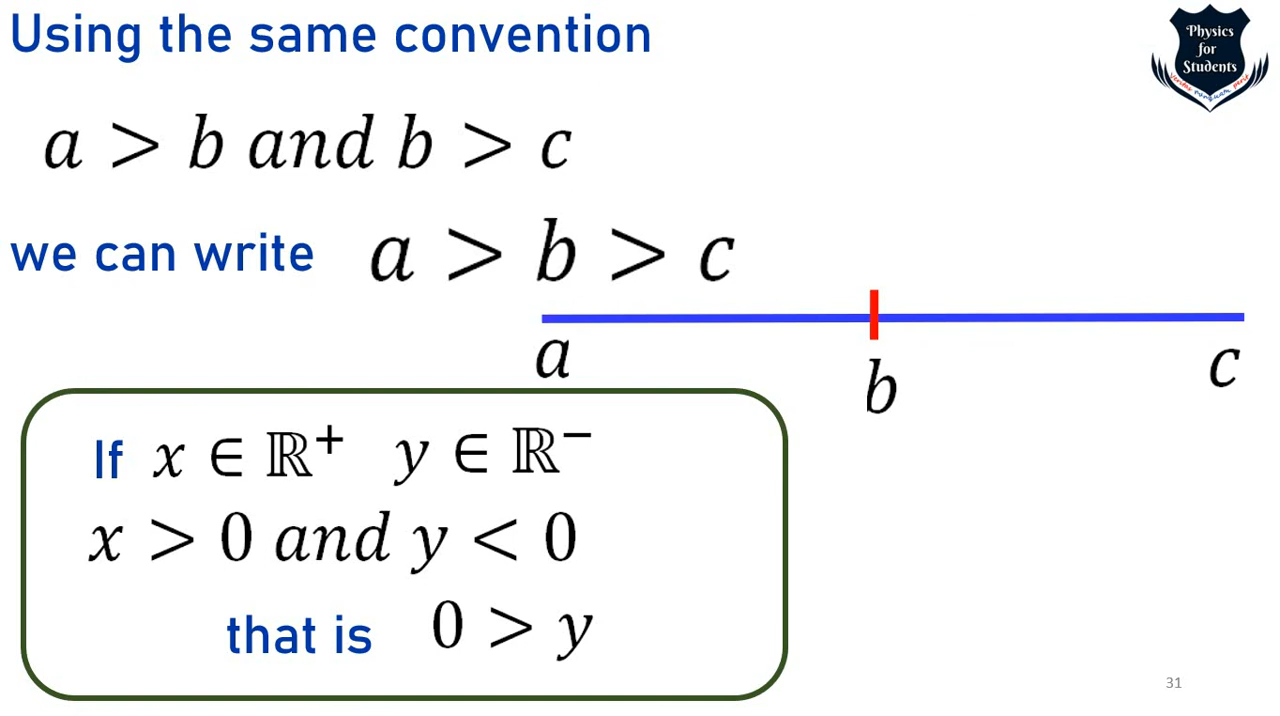 Using the same convention
Physics
for
Students
a > b and b > c
we can write a > b > c
a
b
c
If x ∈ ℝ⁺ y ∈ ℝ⁻
x > 0 and y < 0
that is 0 > y
31